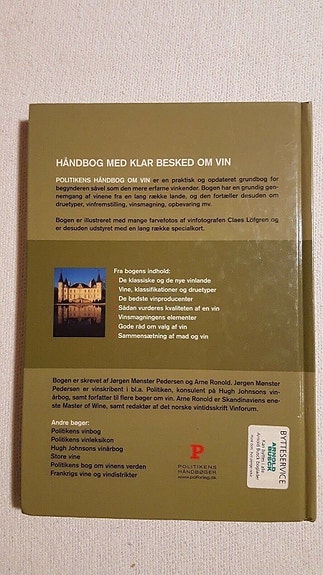 HÅNDBOG MED KLAR BESKED OM VIN
POLITIKENS HÅNDBOG OM VIN er en praktisk og opdateret grundbog for
begynderen såvel som den mere erfarne vinkender. Bogen har en grundig gen-
nemgang af vinene fra en lang række lande, og den fortæller desuden om
druetyper, vinfremstilling, vinsmagning, opbevaring mv.
Bogen er illustreret med mange farvefotos af vinfotografen Claes Löfgren og
er desuden udstyret med en lang række specialkort.
Fra bogens indhold:
De klassiske og de nye vinlande
Vine, klassifikationer og druetyper
De bedste vinproducenter
Sådan vurderes kvaliteten af en vin
Vinsmagningens elementer
Gode råd om valg af vin
Sammensætning af mad og vin
Bogen er skrevet af Jørgen Mønster Pedersen og Arne Ronold. Jørgen Mønster
Pedersen er vinskribent i bl.a. Politiken, konsulent på Hugh Johnsons vin-
årbog, samt forfatter til flere bøger om vin. Arne Ronold er Skandinaviens ene-
ste Master of Wine, samt redaktør af det norske vintidsskrift Vinforum.
Andre bøger:
Politikens vinbog
Politikens vinleksikon
Hugh Johnsons vinårbog
Store vine
Politikens bog om vinens verden
Frankrigs vine og vindistrikter
P
POLITIKENS
HÅNDBØGER
www.polforlag.dk
BYTTESERVICE
ARNOLD
BUSCK
Kan byttes i alle
Arnold Busck boglader